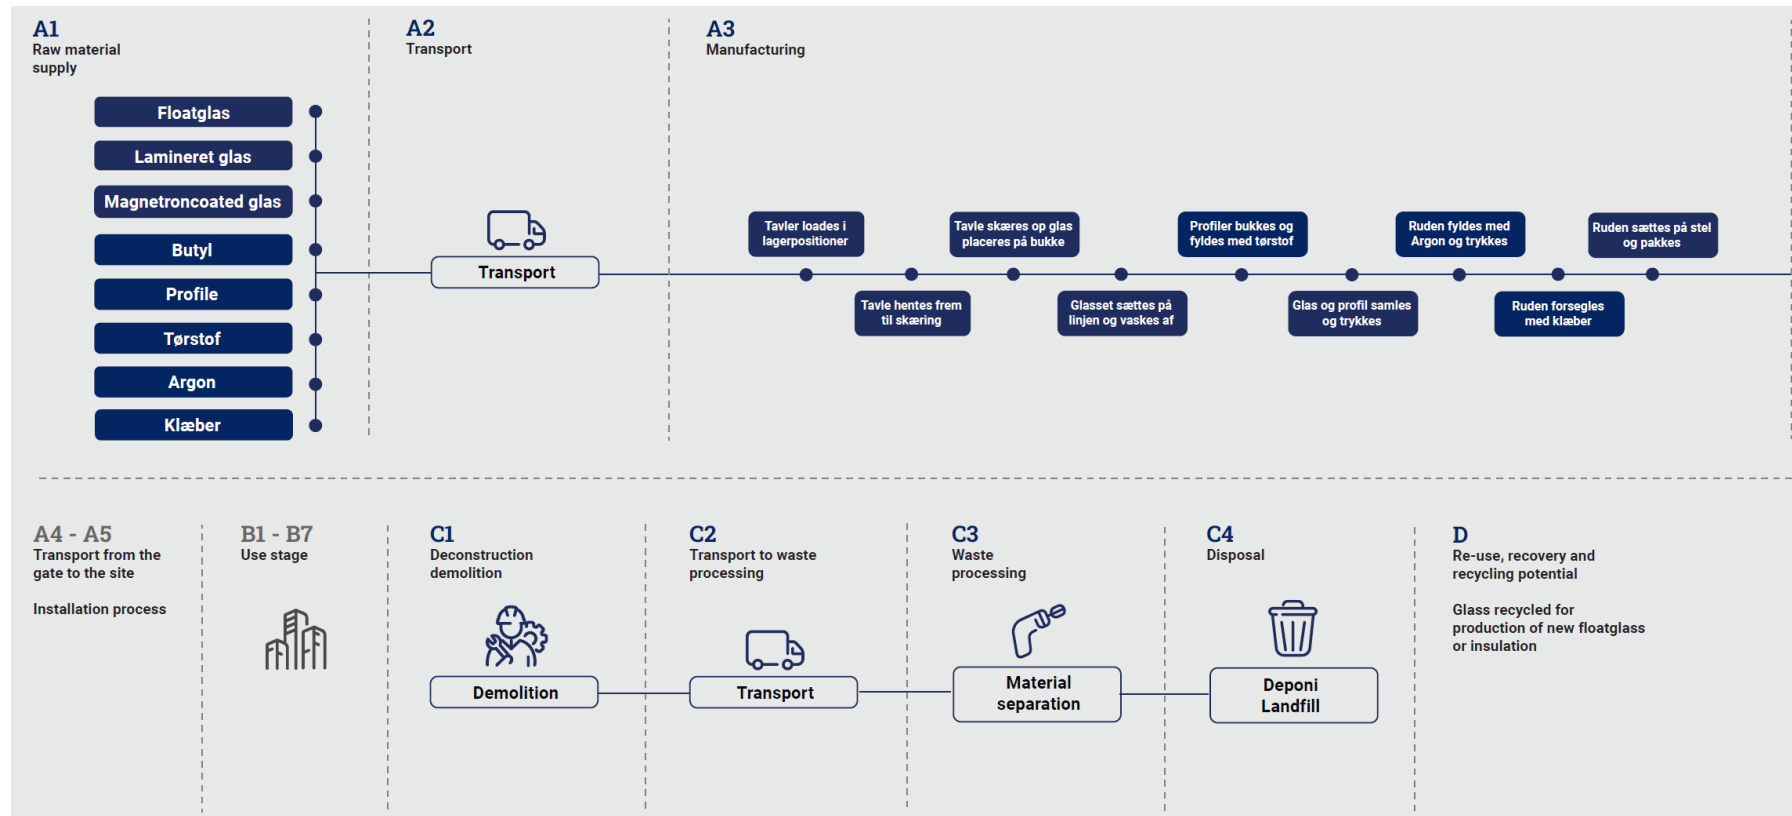 A1
Raw material
supply
Floatglas
Lamineret glas
Magnetroncoated glas
Butyl
Profile
Tørstof
Argon
Klæber
A2
Transport
Transport
A3
Manufacturing
Tavler loades i
lagerpositioner
Tavle hentes frem
til skæring
Tavle skæres op glas
placeres på bukke
Glasset sættes på
linjen og vaskes af
Profiler bukkes og
fyldes med tørstof
Glas og profil samles
og trykkes
Ruden fyldes med
Argon og trykkes
Ruden forsegles
med klæber
Ruden sættes på stel
og pakkes
A4 - A5
Transport from the
gate to the site
Installation process
B1 - B7
Use stage
C1
Deconstruction
demolition
Demolition
C2
Transport to waste
processing
Transport
C3
Waste
processing
Material
separation
C4
Disposal
Deponi
Landfill
D
Re-use, recovery and
recycling potential
Glass recycled for
production of new floatglass
or insulation